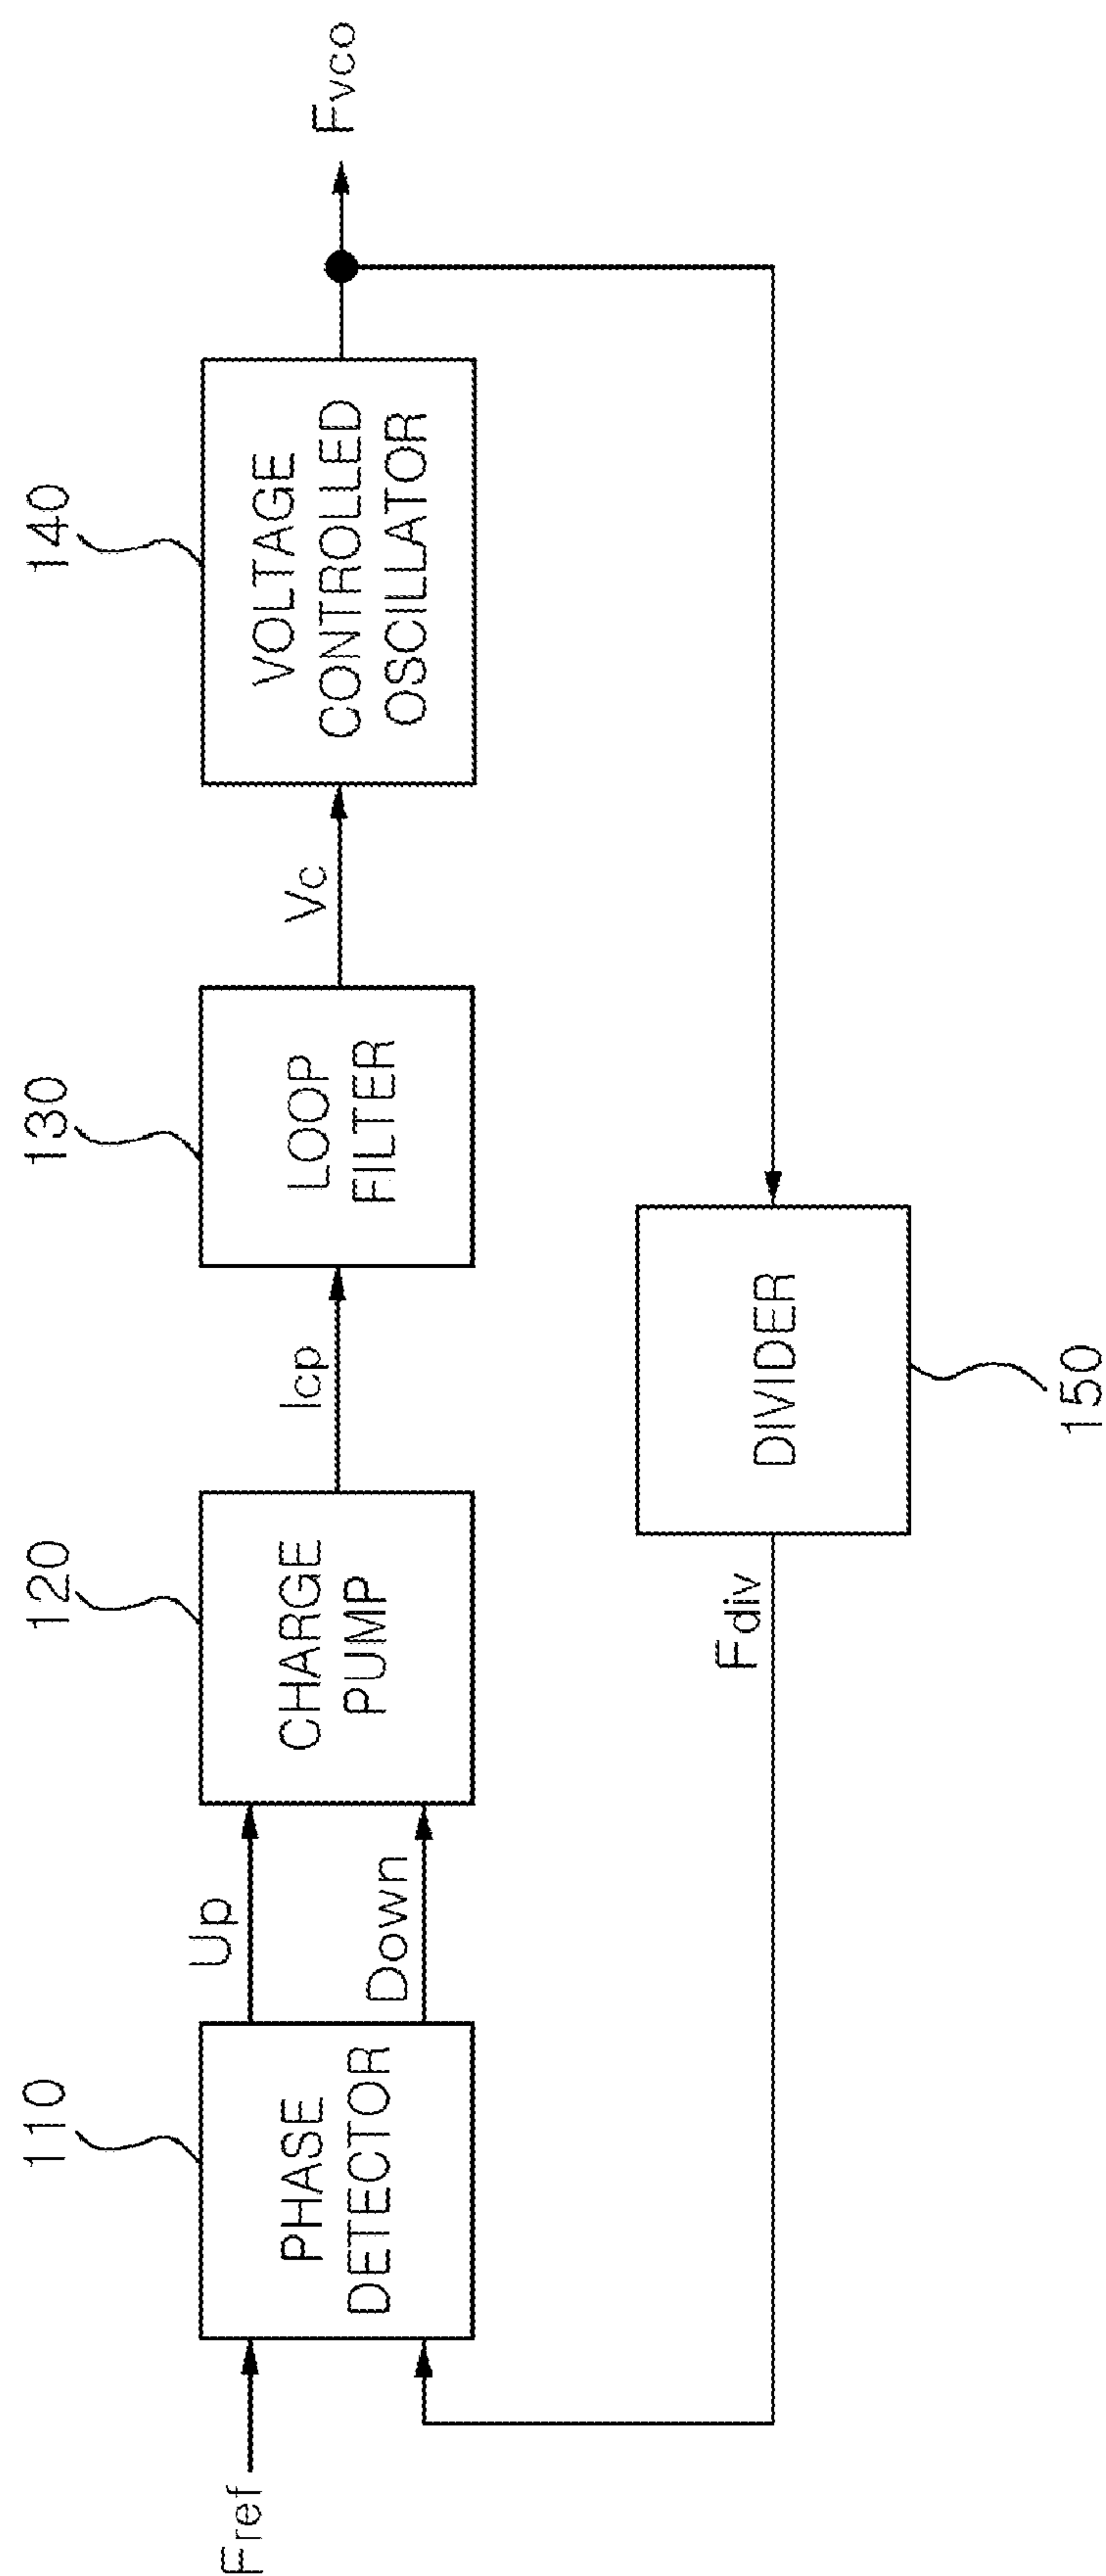 110
120
130
140
Fref
PHASE
DETECTOR
Up
Down
CHARGE
PUMP
Icp
LOOP
FILTER
Vc
VOLTAGE
CONTROLLED
OSCILLATOR
Fvco
Fdiv
DIVIDER
150